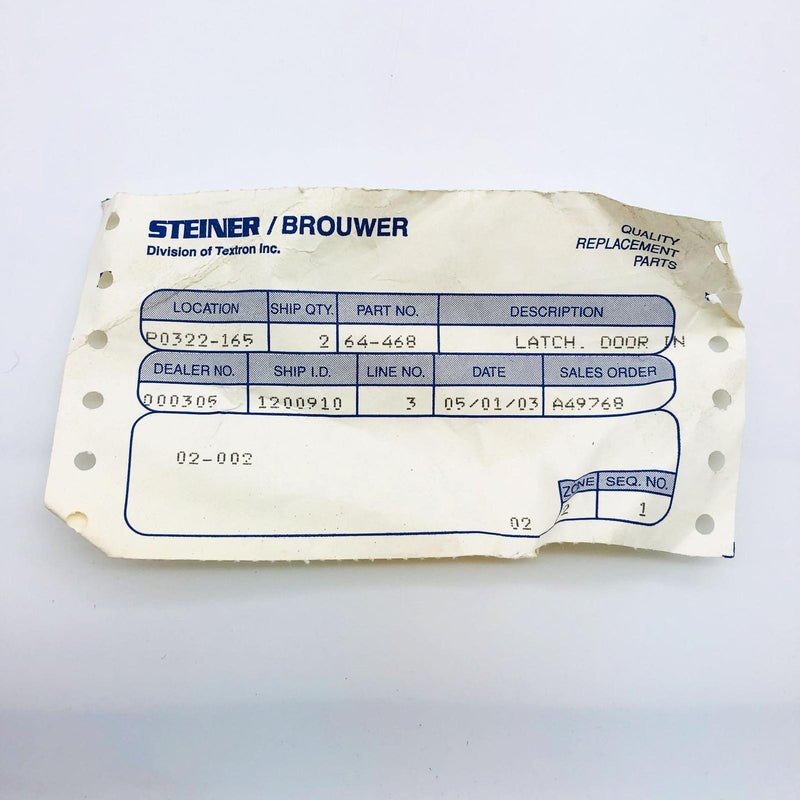 STEINER / BROUWER
Division of Textron Inc.
QUALITY
REPLACEMENT
PARTS
LOCATION SHIP QTY. PART NO. DESCRIPTION
P0322-165 2 64-468 LATCH. DOOR IN
DEALER NO. SHIP I.D. LINE NO. DATE SALES ORDER
000305 1200910 3 05/01/03 A49768
02-002
ZONE SEQ. NO.
02 2 1